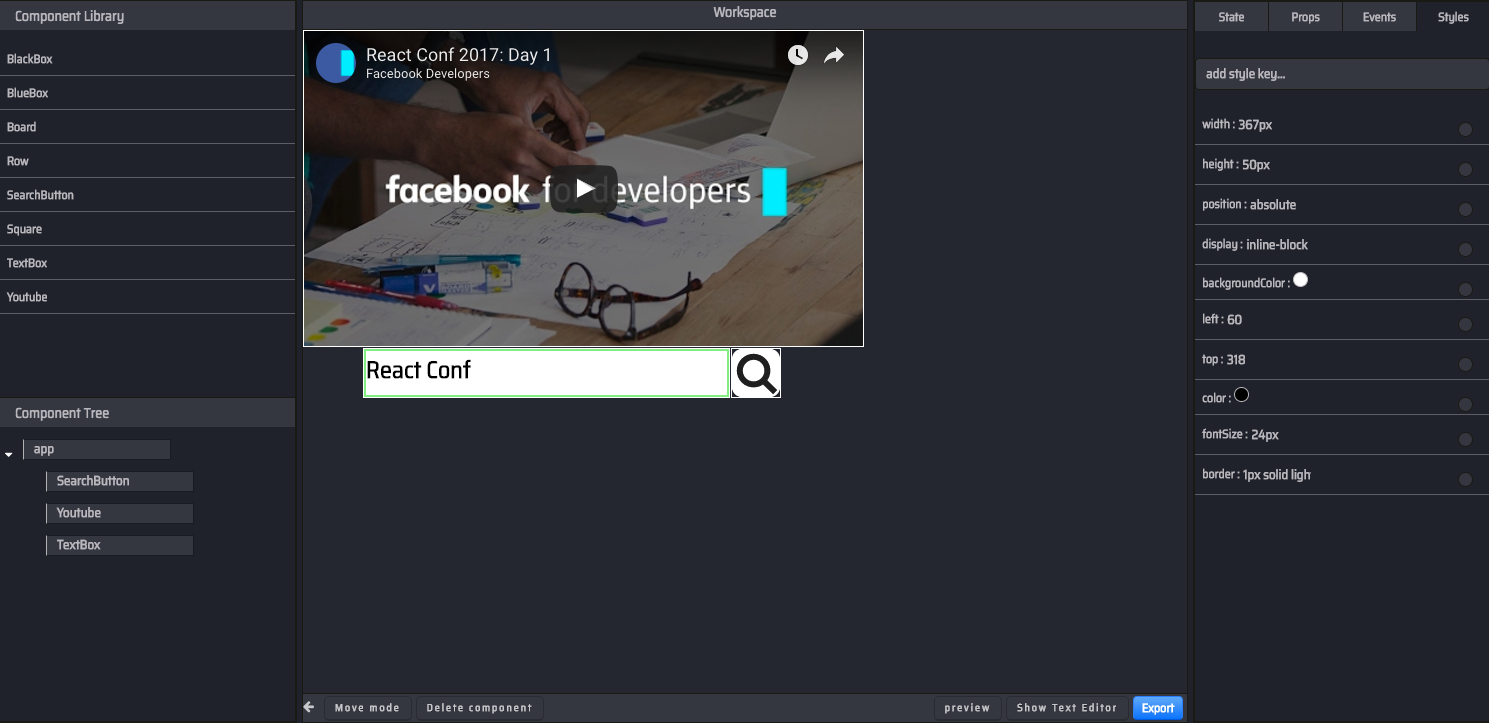 Component Library
BlackBox
BlueBox
Board
Row
SearchButton
Square
TextBox
Youtube
Component Tree
app
SearchButton
Youtube
TextBox
Workspace
React Conf 2017: Day 1
Facebook Developers
facebook for developers
React Conf
Move mode
Delete component
preview
Show Text Editor
Export
State Props Events Styles
add style key...
width : 367px
height : 50px
position : absolute
display : inline-block
backgroundColor :
left : 60
top : 318
color :
fontSize : 24px
border : 1px solid ligh